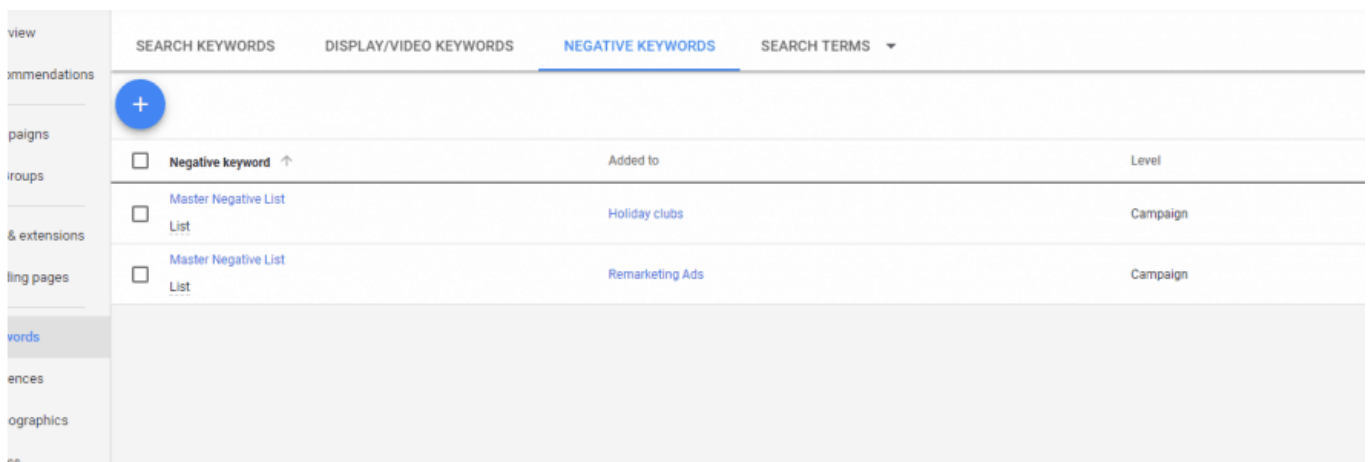 view
ommendations
paigns
roups
& extensions
ling pages
words
ences
ographics
SEARCH KEYWORDS DISPLAY/VIDEO KEYWORDS NEGATIVE KEYWORDS SEARCH TERMS
+
Negative keyword ↑ Added to Level
Master Negative List
List
Holiday clubs Campaign
Master Negative List
List
Remarketing Ads Campaign